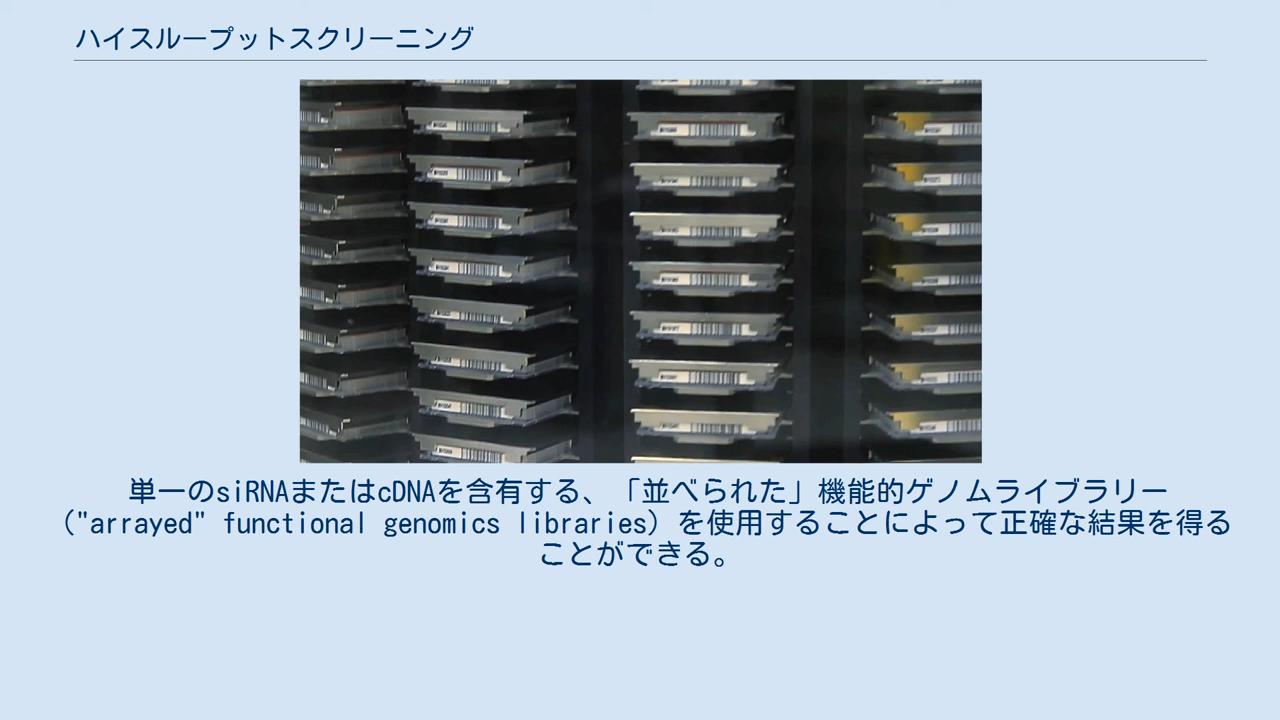 ハイスループットスクリーニング
単一のsiRNAまたはcDNAを含有する、「並べられた」機能的ゲノムライブラリー
("arrayed" functional genomics libraries) を使用することによって正確な結果を得る
ことができる。